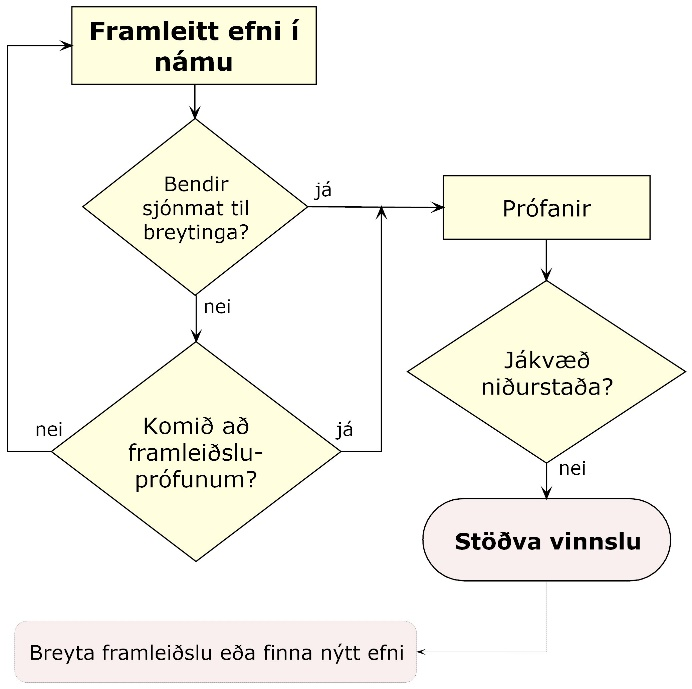 Framleitt efni í
námu
Bendir
sjónmat til
breytinga?
já
Prófanir
nei
Jákvæð
niðurstaða?
nei
Komið að
framleiðslu-
prófunum?
já
nei
Stöðva vinnslu
Breyta framleiðslu eða finna nýtt efni